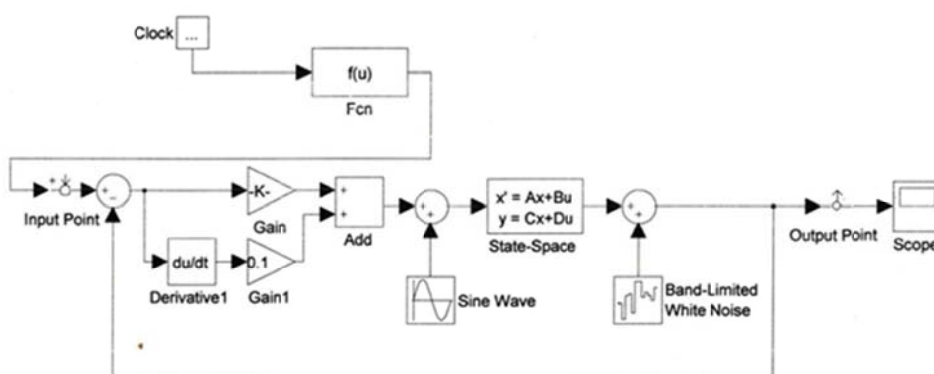 Clock ...
f(u)
Fcn
Input Point
-K-
Gain
Add
x' = Ax+Bu
y = Cx+Du
State-Space
Output Point
Scope
du/dt
Derivative1
0.1
Gain1
Sine Wave
Band-Limited
White Noise